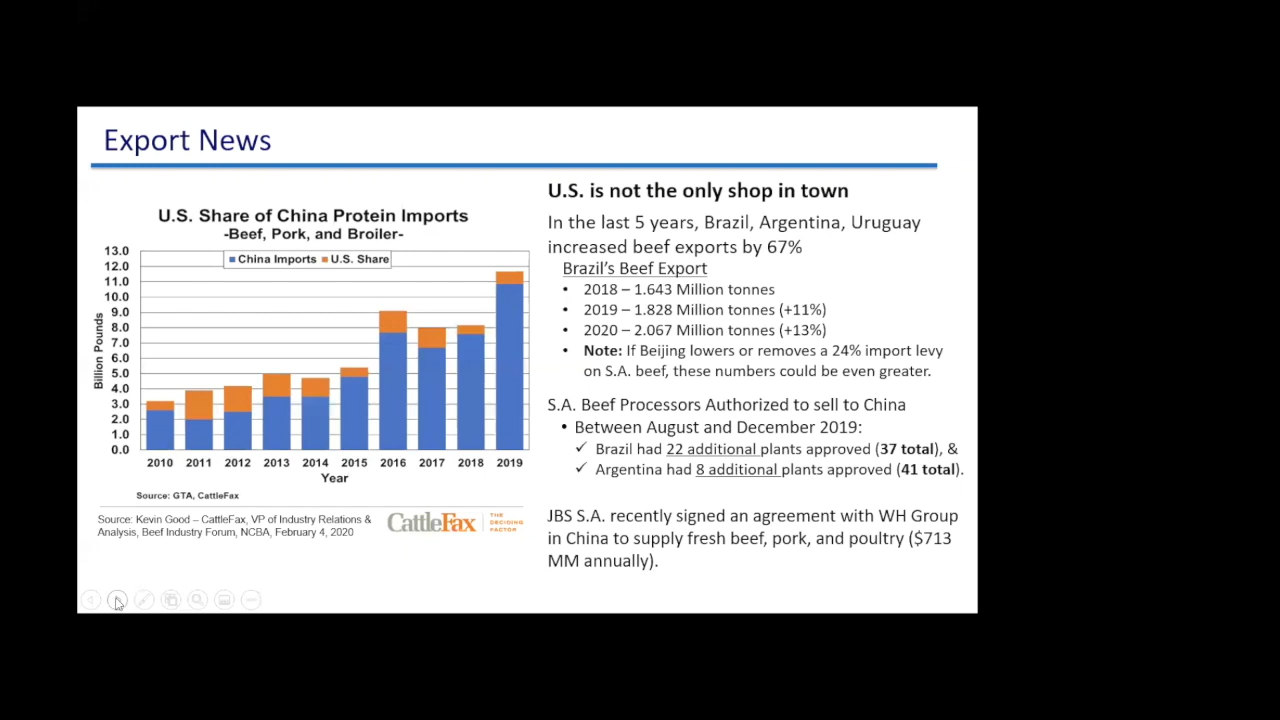 Export News
U.S. Share of China Protein Imports
-Beef, Pork, and Broiler-
China Imports U.S. Share
Billion Pounds
13.0
12.0
11.0
10.0
9.0
8.0
7.0
6.0
5.0
4.0
3.0
2.0
1.0
0.0
2010 2011 2012 2013 2014 2015 2016 2017 2018 2019
Year
Source: GTA, CattleFax
Source: Kevin Good – CattleFax, VP of Industry Relations &
Analysis, Beef Industry Forum, NCBA, February 4, 2020
CattleFax
THE
DECIDING
FACTOR
U.S. is not the only shop in town
In the last 5 years, Brazil, Argentina, Uruguay
increased beef exports by 67%
Brazil's Beef Export
• 2018 – 1.643 Million tonnes
• 2019 – 1.828 Million tonnes (+11%)
• 2020 – 2.067 Million tonnes (+13%)
• Note: If Beijing lowers or removes a 24% import levy
on S.A. beef, these numbers could be even greater.
S.A. Beef Processors Authorized to sell to China
• Between August and December 2019:
✓ Brazil had 22 additional plants approved (37 total), &
✓ Argentina had 8 additional plants approved (41 total).
JBS S.A. recently signed an agreement with WH Group
in China to supply fresh beef, pork, and poultry ($713
MM annually).